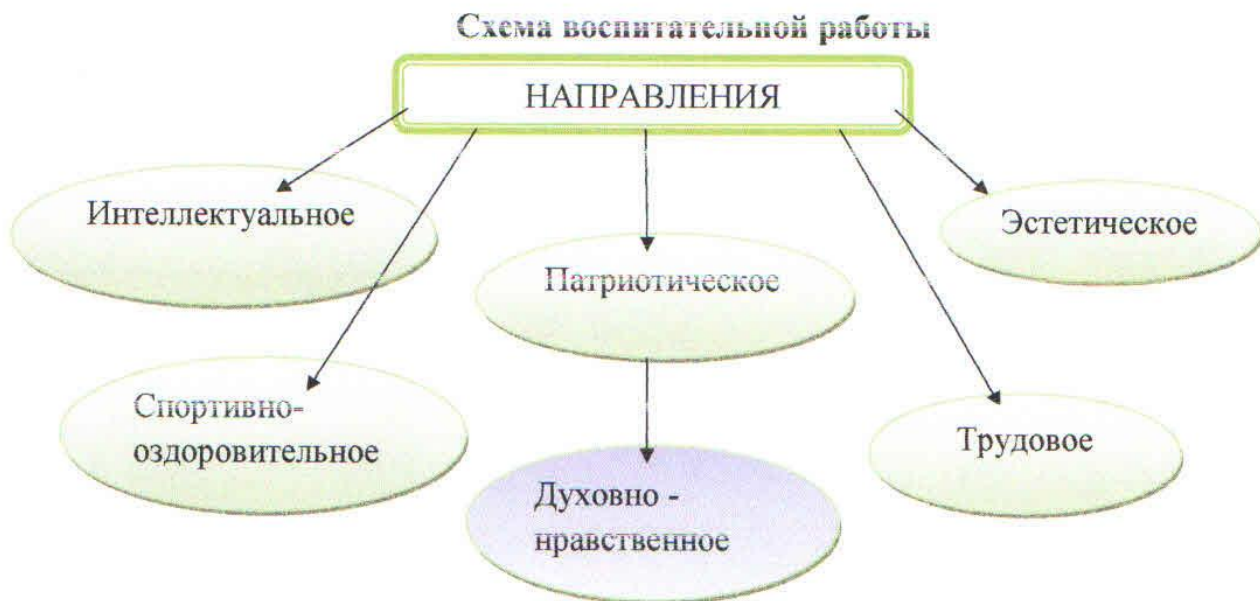 Схема воспитательной работы
НАПРАВЛЕНИЯ
Интеллектуальное
Эстетическое
Патриотическое
Спортивно-
оздоровительное
Трудовое
Духовно -
нравственное